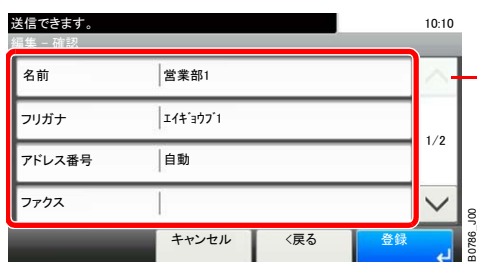 送信できます。 10:10
編集 - 確認
名前 営業部1
フリガナ ｴｲｷﾞｮｳﾌﾞ1
1/2
アドレス番号 自動
ファクス
キャンセル <戻る 登録
B0786_J00